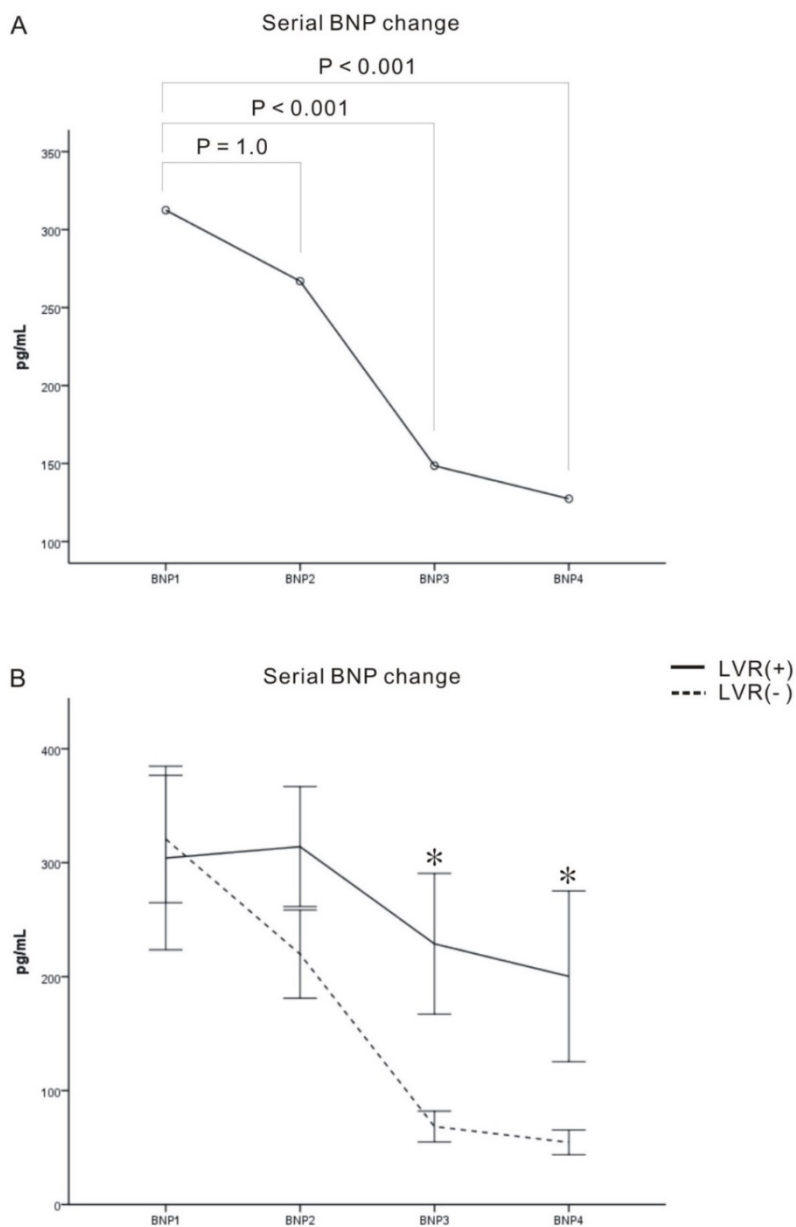 A
Serial BNP change
P < 0.001
P < 0.001
P = 1.0
350
300
250
200
150
100
pg/mL
BNP1 BNP2 BNP3 BNP4
B
Serial BNP change
LVR(+)
LVR(-)
400
300
200
100
0
pg/mL
*
*
BNP1 BNP2 BNP3 BNP4